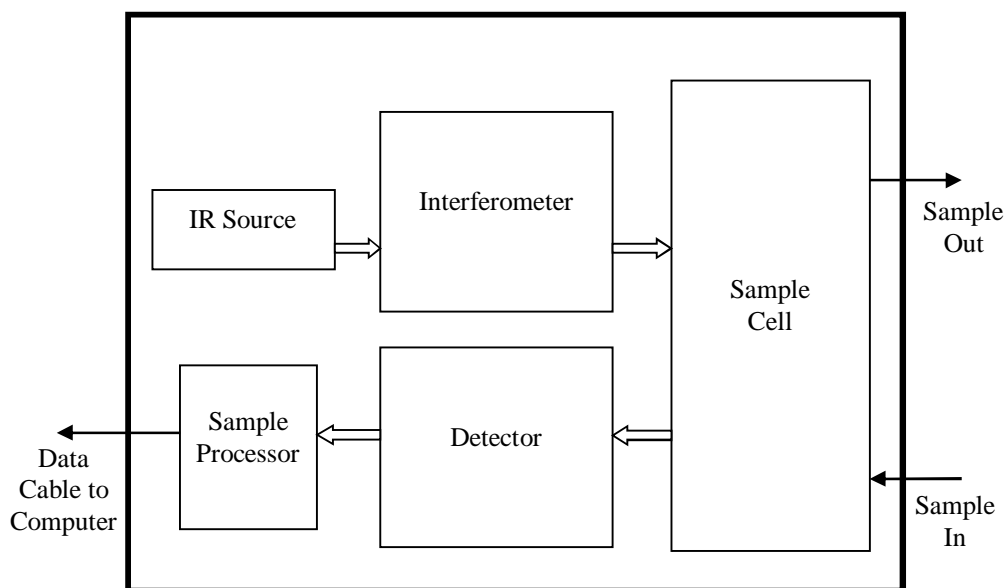 IR Source
Interferometer
Sample
Cell
Sample
Out
Sample
Processor
Detector
Data
Cable to
Computer
Sample
In